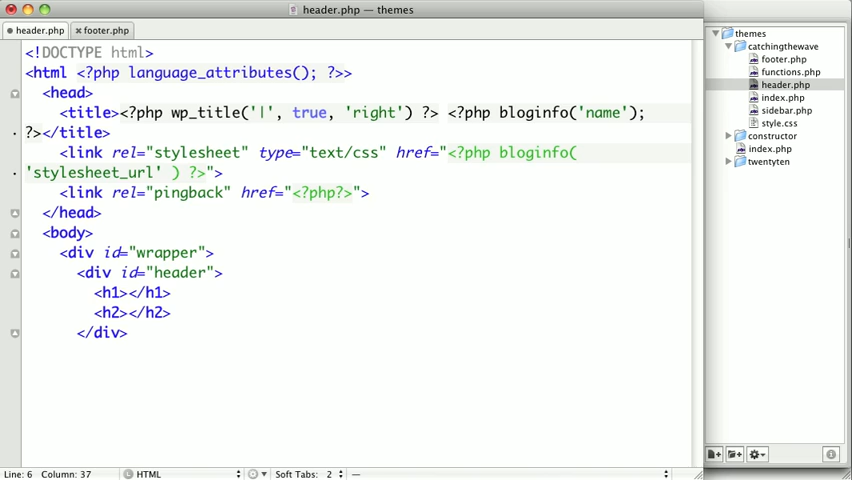 header.php — themes
header.php
footer.php
<!DOCTYPE html>
<html <?php language_attributes(); ?>>
<head>
<title><?php wp_title('|', true, 'right') ?> <?php bloginfo('name');
?></title>
<link rel="stylesheet" type="text/css" href="<?php bloginfo(
'stylesheet_url' ) ?>">
<link rel="pingback" href="<?php?>">
</head>
<body>
<div id="wrapper">
<div id="header">
<h1></h1>
<h2></h2>
</div>
Line: 6 Column: 37 HTML Soft Tabs: 2 —
themes
catchingthewave
footer.php
functions.php
header.php
index.php
sidebar.php
style.css
constructor
index.php
twentyten